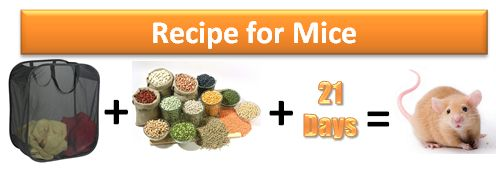 Recipe for Mice
+ + 21 Days =